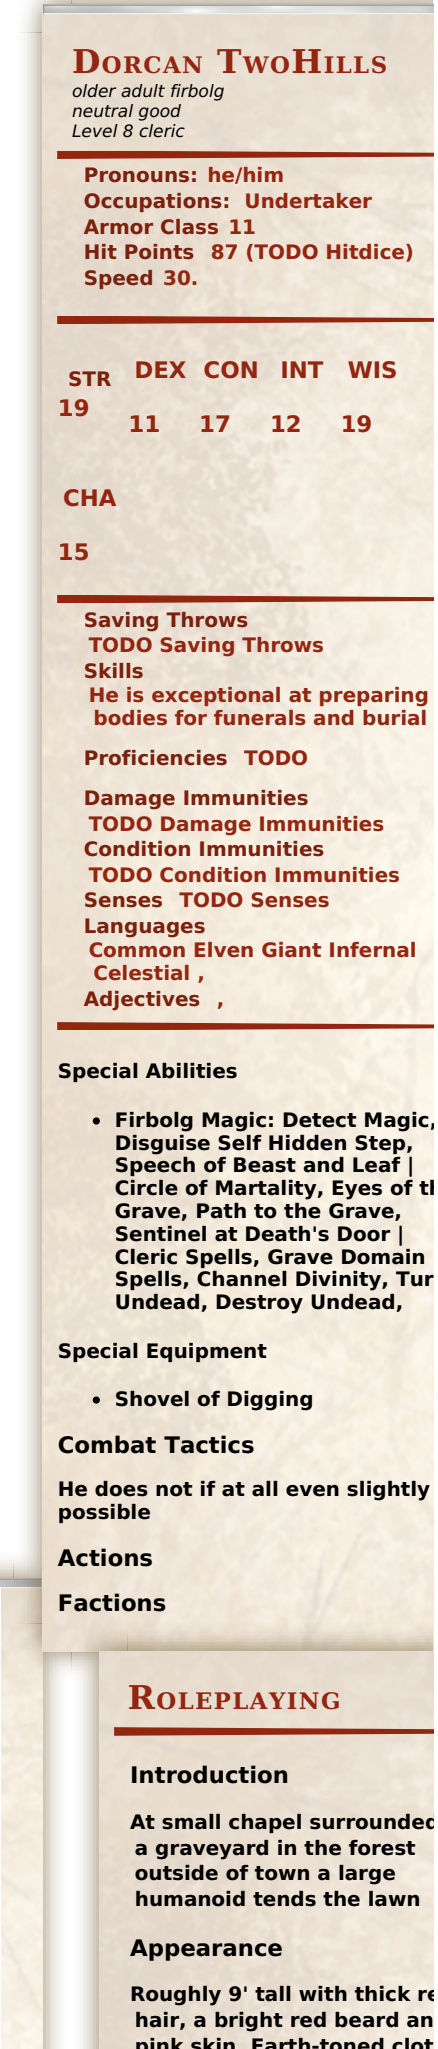 Dorcan TwoHills
older adult firbolg
neutral good
Level 8 cleric
Pronouns: he/him
Occupations: Undertaker
Armor Class 11
Hit Points 87 (TODO Hitdice)
Speed 30.
STR DEX CON INT WIS
19 11 17 12 19
CHA
15
Saving Throws
TODO Saving Throws
Skills
He is exceptional at preparing
bodies for funerals and burial
Proficiencies TODO
Damage Immunities
TODO Damage Immunities
Condition Immunities
TODO Condition Immunities
Senses TODO Senses
Languages
Common Elven Giant Infernal
Celestial ,
Adjectives ,
Special Abilities
• Firbolg Magic: Detect Magic,
Disguise Self Hidden Step,
Speech of Beast and Leaf |
Circle of Martality, Eyes of
Grave, Path to the Grave,
Sentinel at Death's Door |
Cleric Spells, Grave Domain
Spells, Channel Divinity,
Undead, Destroy Undead,
Special Equipment
• Shovel of Digging
Combat Tactics
He does not if at all even slightly
possible
Actions
Factions
Roleplaying
Introduction
At small chapel surrounded
a graveyard in the forest
outside of town a large
humanoid tends the lawn
Appearance
Roughly 9' tall with thick
hair, a bright red beard
pink skin. Earth-toned